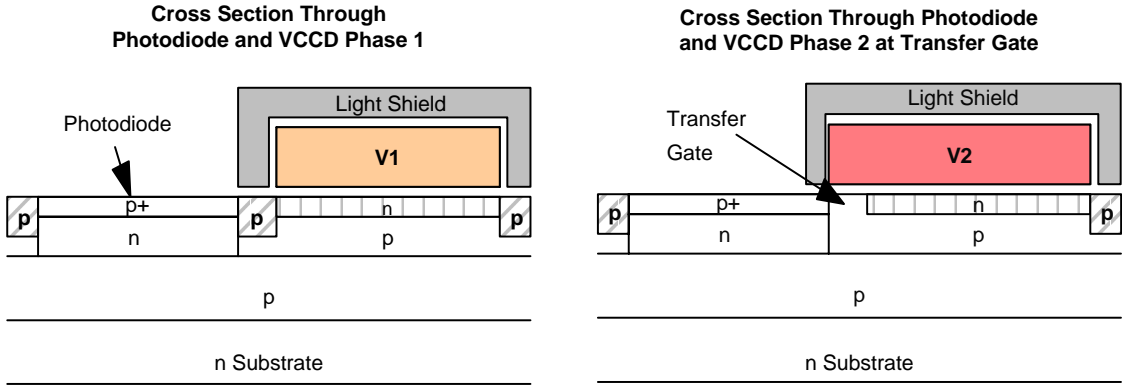 Cross Section Through
Photodiode and VCCD Phase 1
Light Shield
Photodiode
V1
p
p+
p
n
p
n
p
p
n Substrate
Cross Section Through Photodiode
and VCCD Phase 2 at Transfer Gate
Light Shield
Transfer
Gate
V2
p
p+
n
p
n
p
p
n Substrate